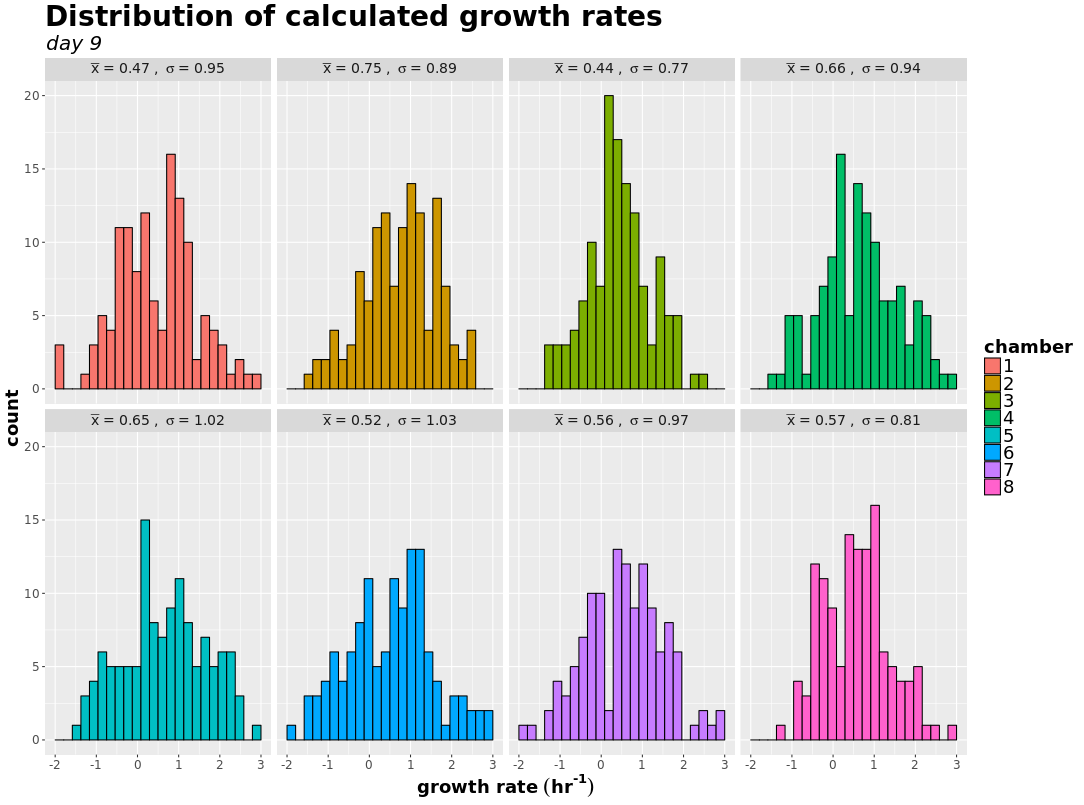 Distribution of calculated growth rates
day 9
x̅ = 0.47 , σ = 0.95
x̅ = 0.75 , σ = 0.89
x̅ = 0.44 , σ = 0.77
x̅ = 0.66 , σ = 0.94
20
15
10
5
0
x̅ = 0.65 , σ = 1.02
x̅ = 0.52 , σ = 1.03
x̅ = 0.56 , σ = 0.97
x̅ = 0.57 , σ = 0.81
20
15
10
5
0
-2 -1 0 1 2 3
-2 -1 0 1 2 3
-2 -1 0 1 2 3
-2 -1 0 1 2 3
count
growth rate (hr⁻¹)
chamber
1
2
3
4
5
6
7
8